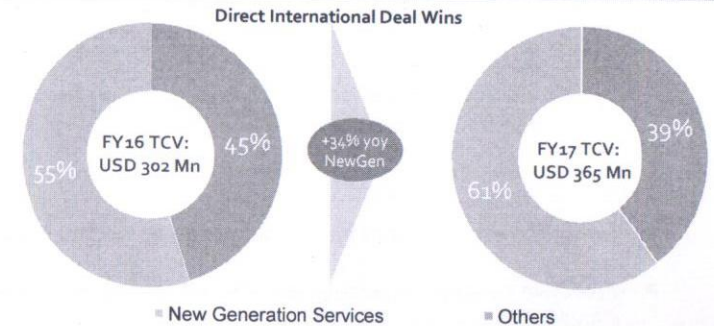 Direct International Deal Wins
55%
FY16 TCV:
USD 302 Mn
45%
+34% yoy
NewGen
61%
FY17 TCV:
USD 365 Mn
39%
New Generation Services
Others